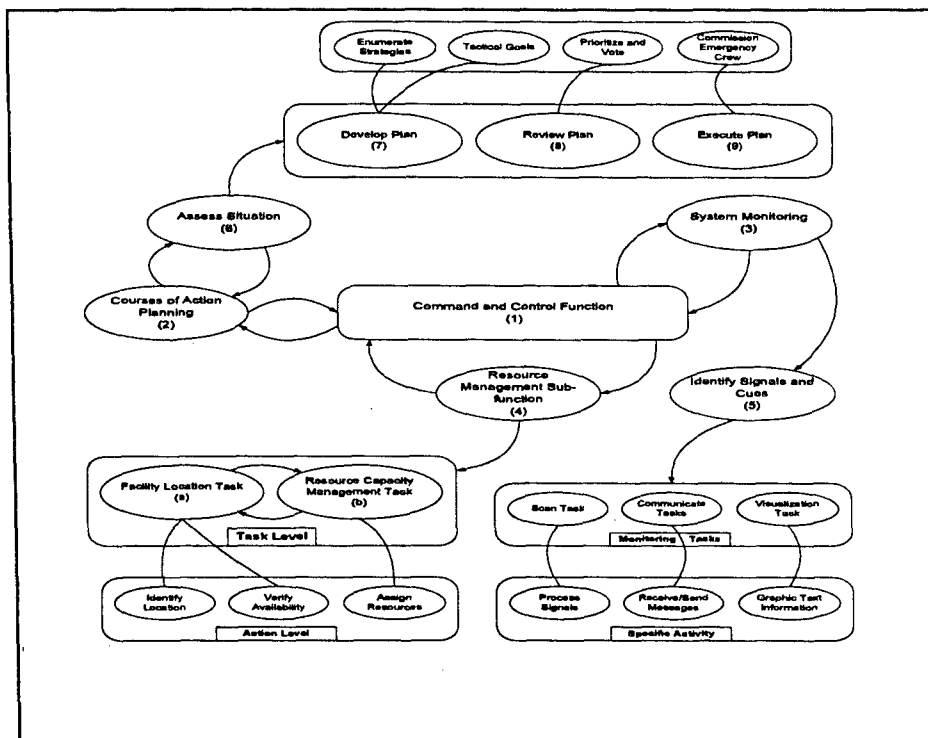 Enumerate
Strategies
Tactical Goals
Prioritize and
Vote
Commission
Emergency
Crew
Develop Plan
(7)
Review Plan
(8)
Execute Plan
(9)
Assess Situation
(6)
System Monitoring
(3)
Courses of Action
Planning
(2)
Command and Control Function
(1)
Resource
Management Sub-
function
(4)
Identify Signals and
Cues
(5)
Facility Location Task
(a)
Resource Capacity
Management Task
(b)
Task Level
Scan Task
Communicate
Tasks
Visualization
Task
Monitoring Tasks
Identify
Location
Verify
Availability
Assign
Resources
Action Level
Process
Signals
Receive/Send
Messages
Graphic Text
Information
Specific Activity